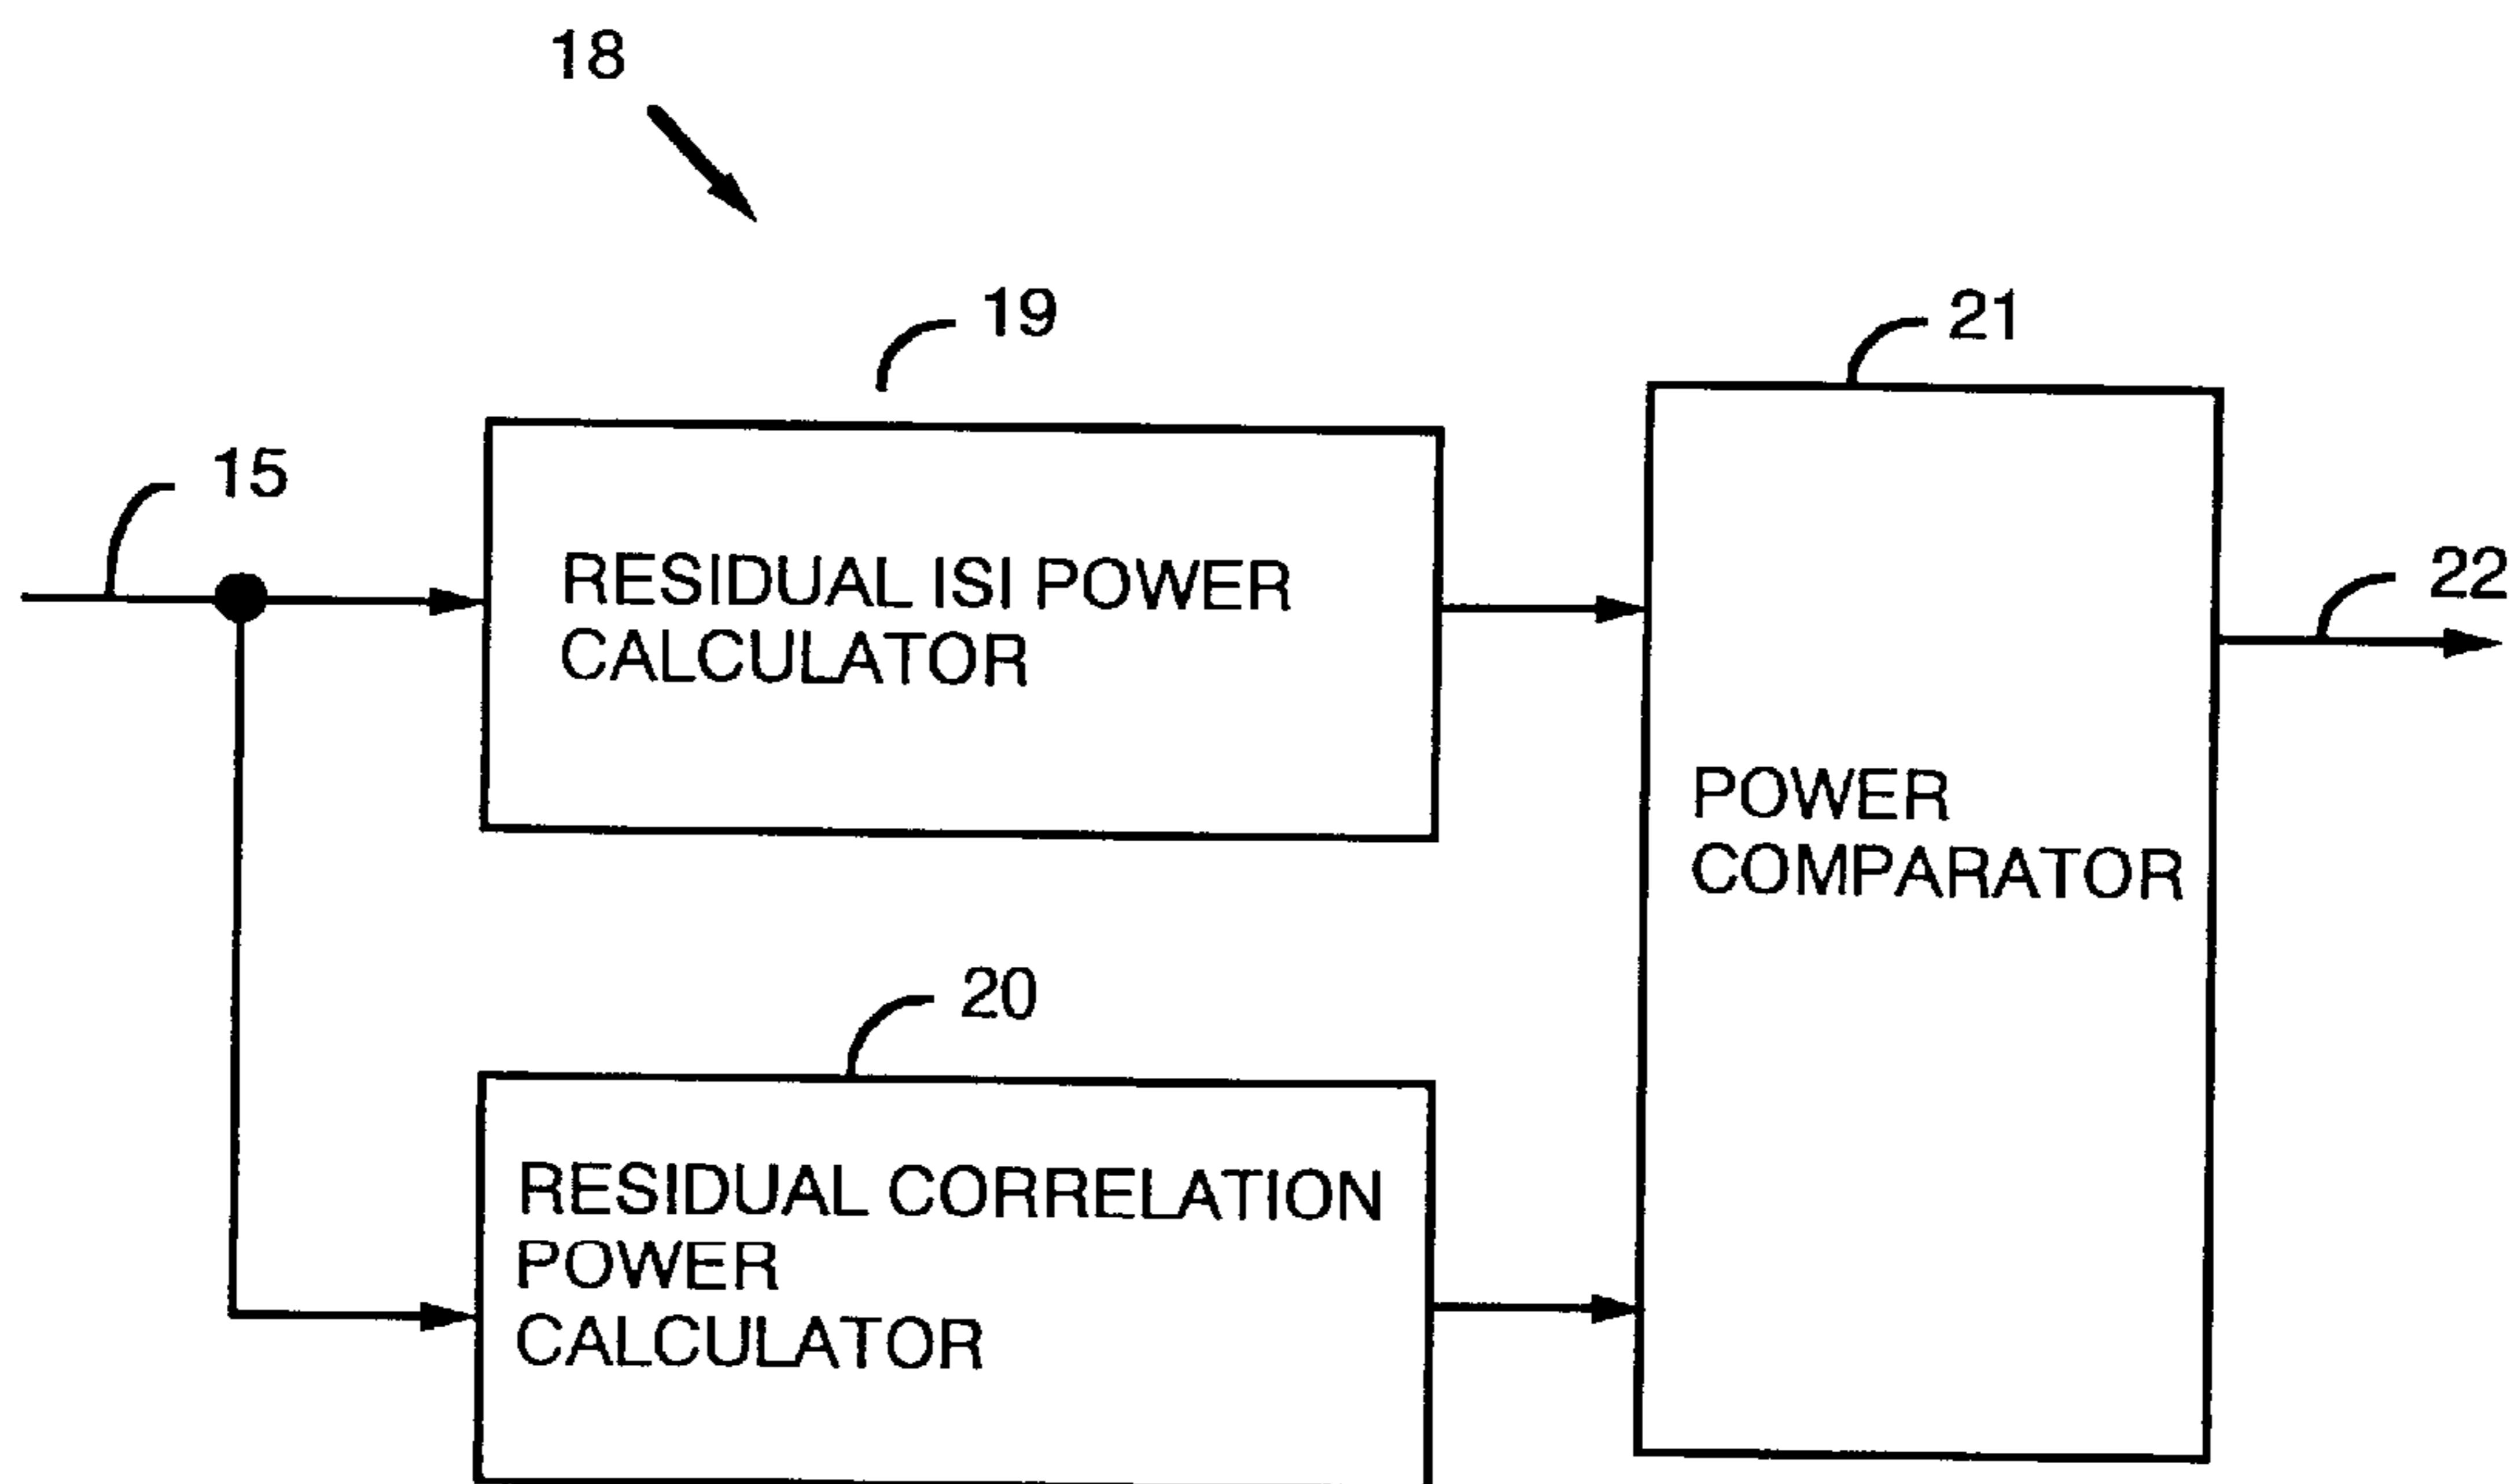 18
19
21
15
RESIDUAL ISI POWER
CALCULATOR
22
POWER
COMPARATOR
20
RESIDUAL CORRELATION
POWER
CALCULATOR